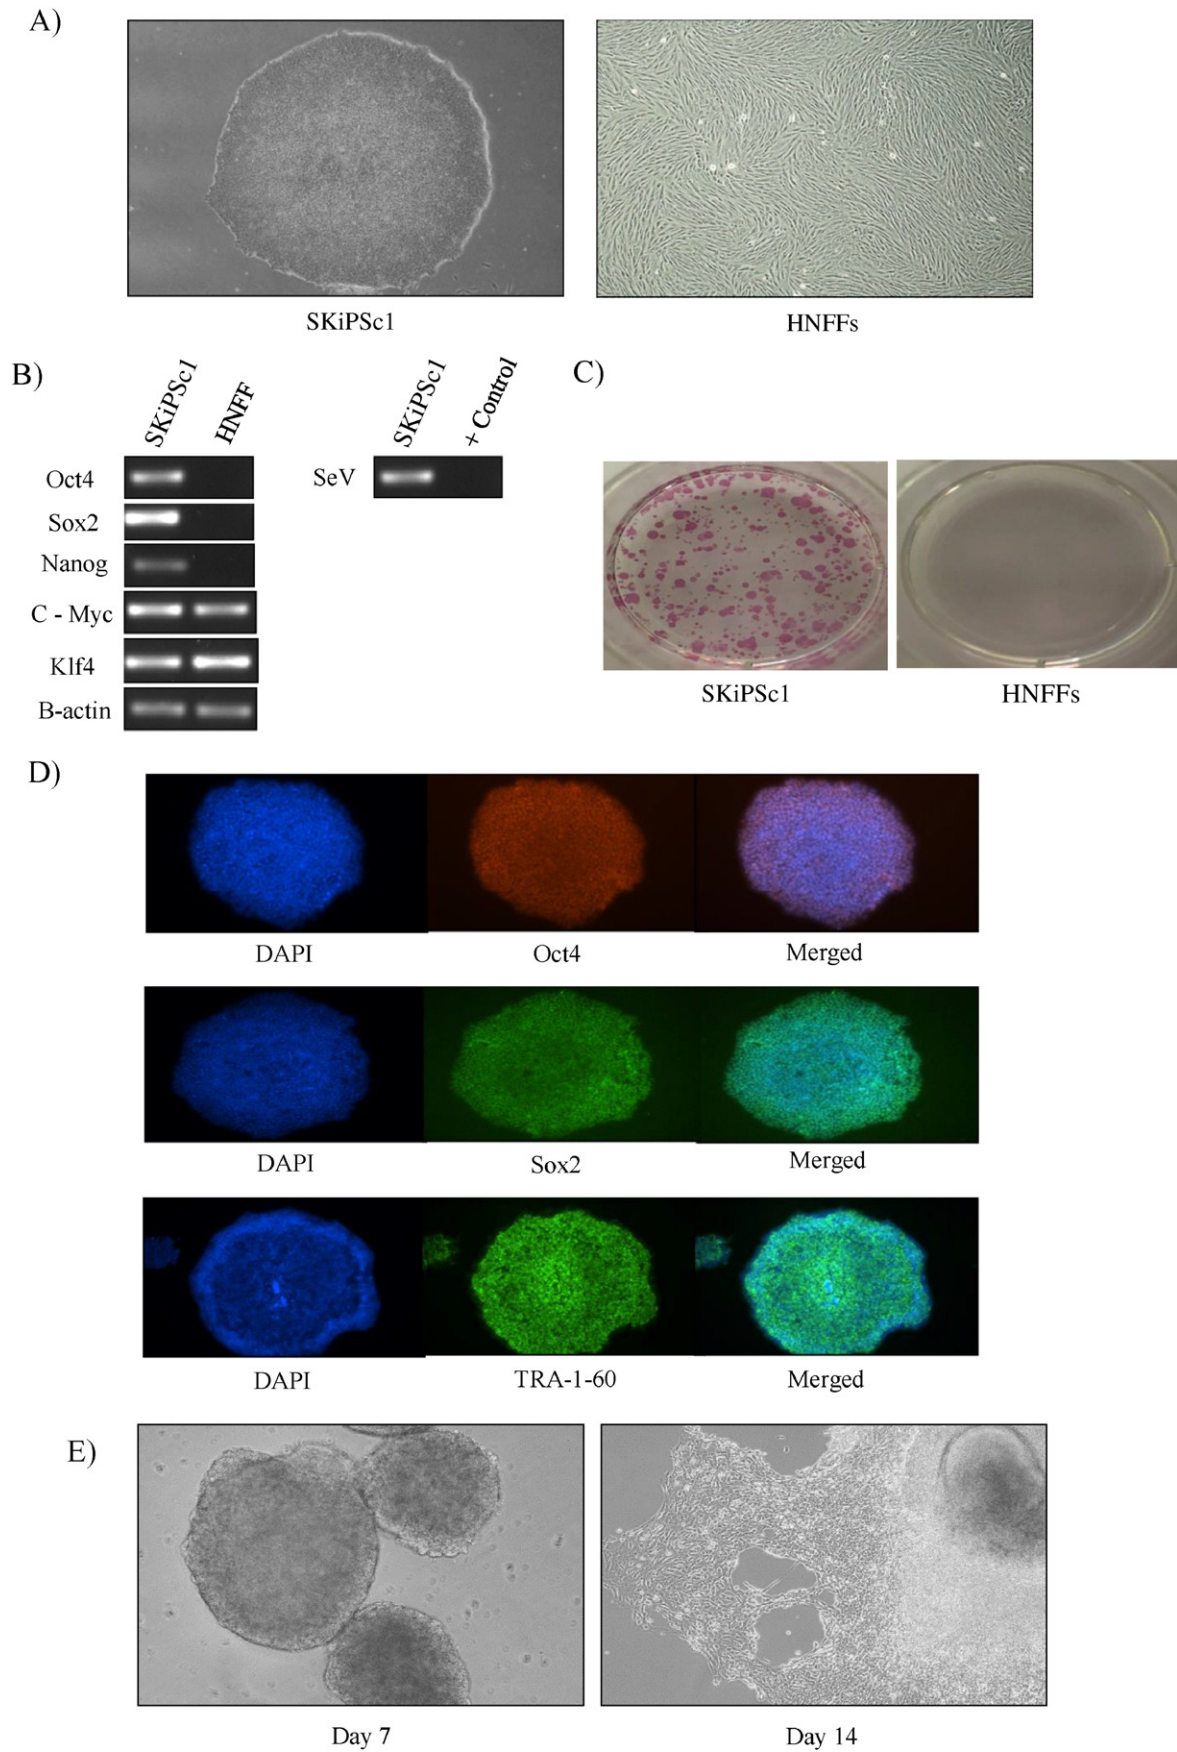 A)
SKiPSc1
HNFFs
B)
SKiPSc1
HNFF
Oct4
Sox2
Nanog
C - Myc
Klf4
B-actin
SKiPSc1
+ Control
SeV
C)
SKiPSc1
HNFFs
D)
DAPI
Oct4
Merged
DAPI
Sox2
Merged
DAPI
TRA-1-60
Merged
E)
Day 7
Day 14